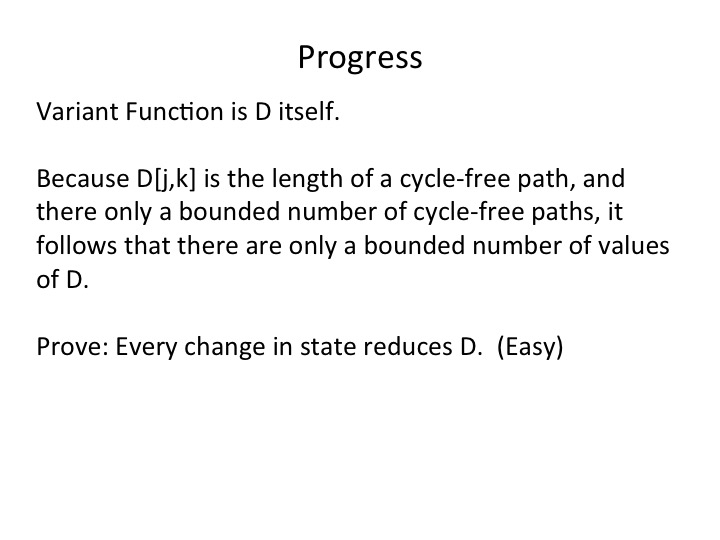 Progress
Variant Function is D itself.
Because D[j,k] is the length of a cycle-free path, and
there only a bounded number of cycle-free paths, it
follows that there are only a bounded number of values
of D.
Prove: Every change in state reduces D.  (Easy)